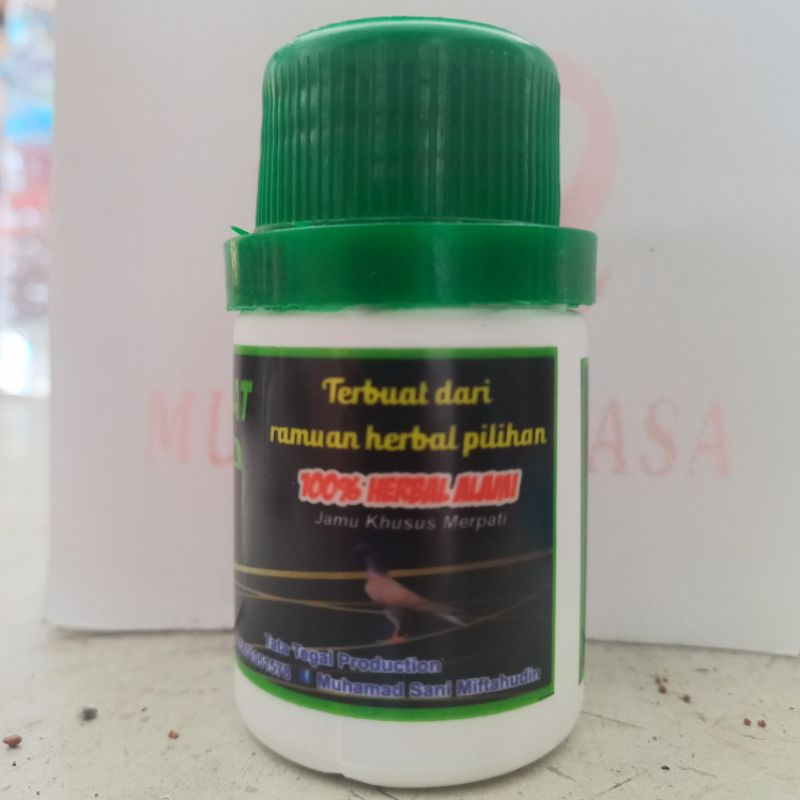 Terbuat dari
ramuan herbal pilihan
100% HERBAL ALAMI
Jamu Khusus Merpati
Tata Tegal Production
Muhamad Sani Miftahudin